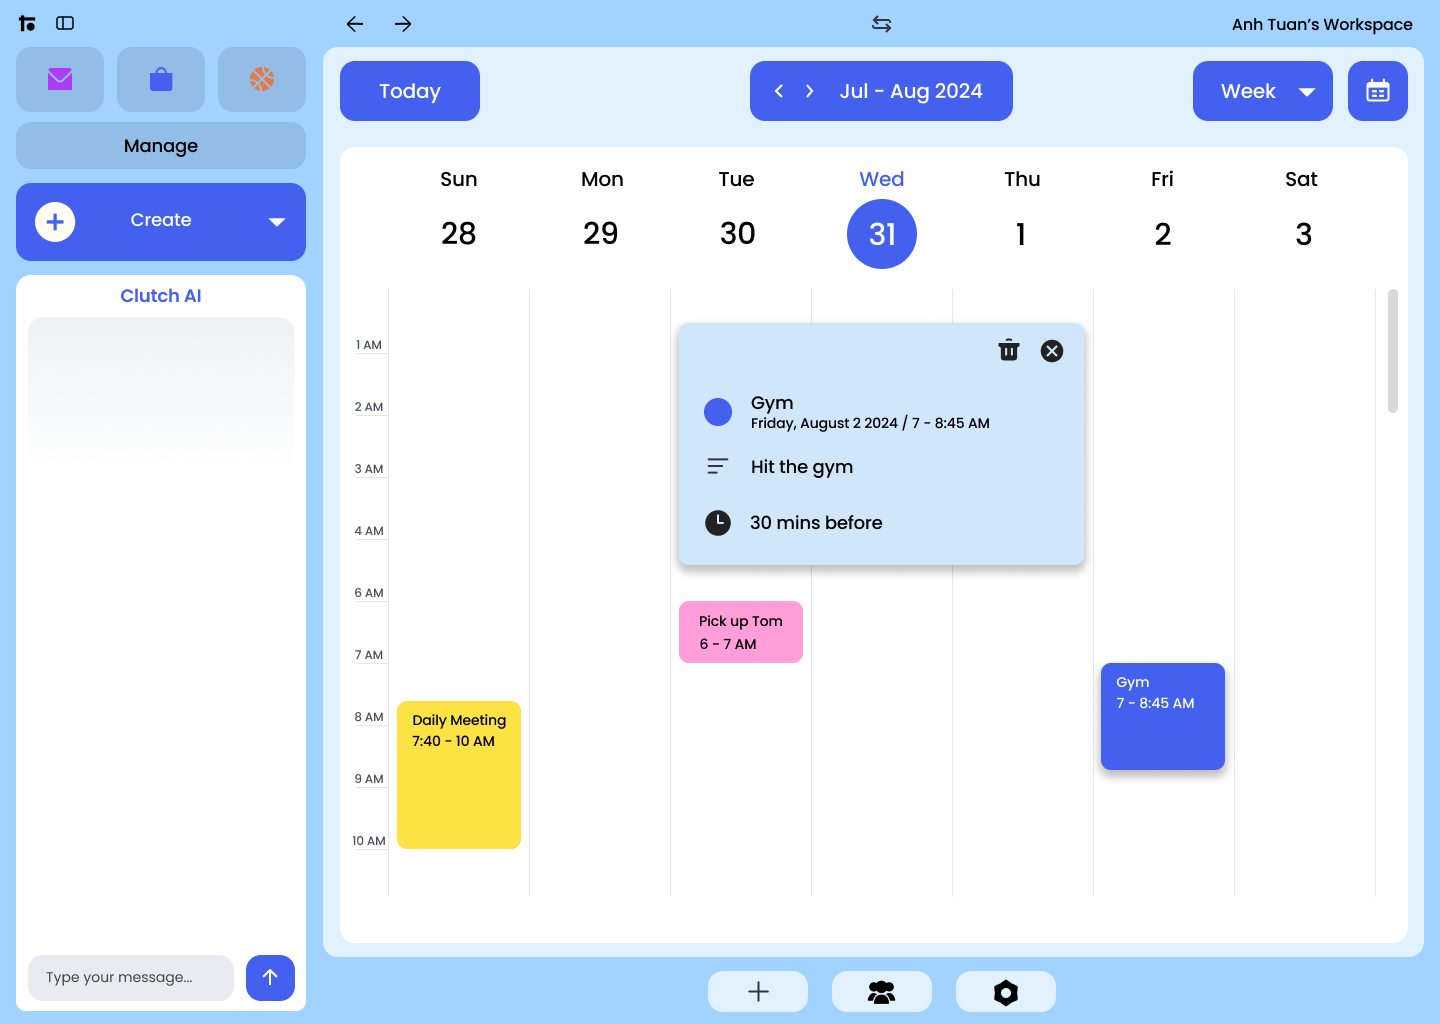 Anh Tuan's Workspace
Manage
Create
Clutch AI
Type your message...
Today
Jul - Aug 2024
Week
Sun Mon Tue Wed Thu Fri Sat
28 29 30 31 1 2 3
1 AM
2 AM
3 AM
4 AM
6 AM
7 AM
8 AM
9 AM
10 AM
Gym
Friday, August 2 2024 / 7 - 8:45 AM
Hit the gym
30 mins before
Pick up Tom
6 - 7 AM
Gym
7 - 8:45 AM
Daily Meeting
7:40 - 10 AM